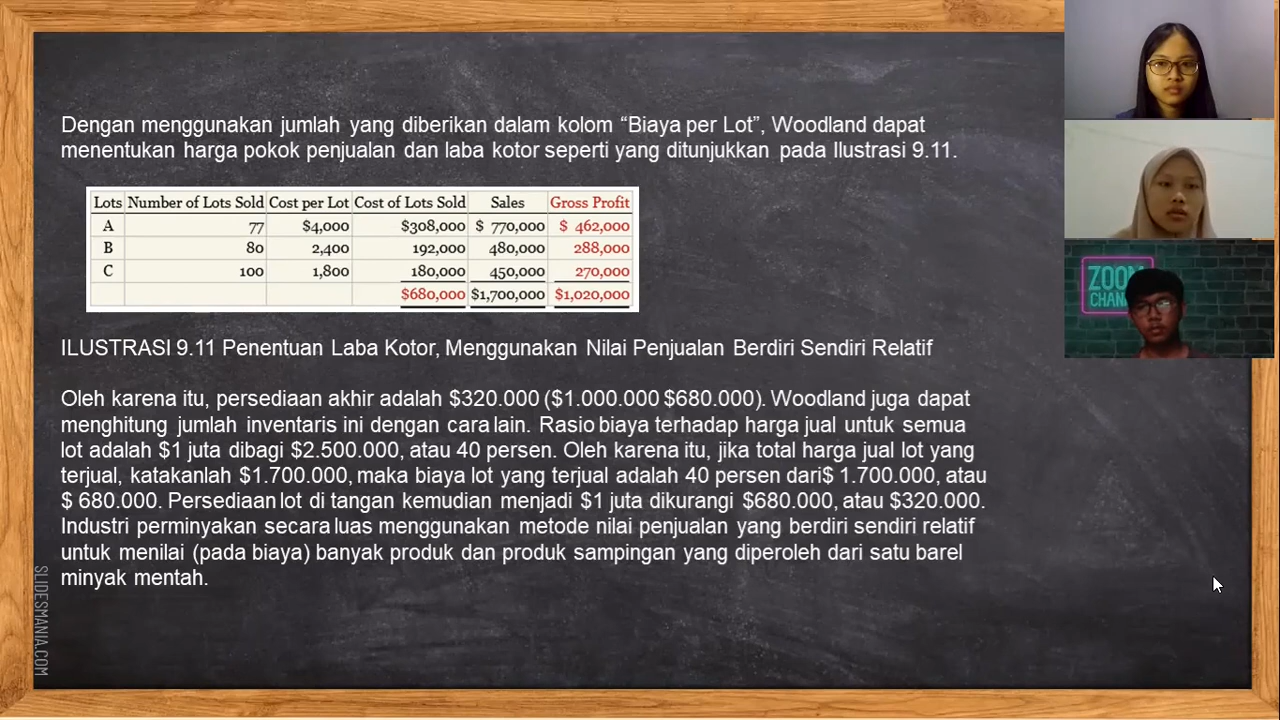 Dengan menggunakan jumlah yang diberikan dalam kolom “Biaya per Lot”, Woodland dapat
menentukan harga pokok penjualan dan laba kotor seperti yang ditunjukkan pada Ilustrasi 9.11.
Lots Number of Lots Sold Cost per Lot Cost of Lots Sold Sales Gross Profit
A 77 $4,000 $308,000 $ 770,000 $ 462,000
B 80 2,400 192,000 480,000 288,000
C 100 1,800 180,000 450,000 270,000
$680,000 $1,700,000 $1,020,000
ILUSTRASI 9.11 Penentuan Laba Kotor, Menggunakan Nilai Penjualan Berdiri Sendiri Relatif
Oleh karena itu, persediaan akhir adalah $320.000 ($1.000.000 $680.000). Woodland juga dapat
menghitung jumlah inventaris ini dengan cara lain. Rasio biaya terhadap harga jual untuk semua
lot adalah $1 juta dibagi $2.500.000, atau 40 persen. Oleh karena itu, jika total harga jual lot yang
terjual, katakanlah $1.700.000, maka biaya lot yang terjual adalah 40 persen dari$ 1.700.000, atau
$ 680.000. Persediaan lot di tangan kemudian menjadi $1 juta dikurangi $680.000, atau $320.000.
Industri perminyakan secara luas menggunakan metode nilai penjualan yang berdiri sendiri relatif
untuk menilai (pada biaya) banyak produk dan produk sampingan yang diperoleh dari satu barel
minyak mentah.
SLIDESMANIA.COM
ZOOM